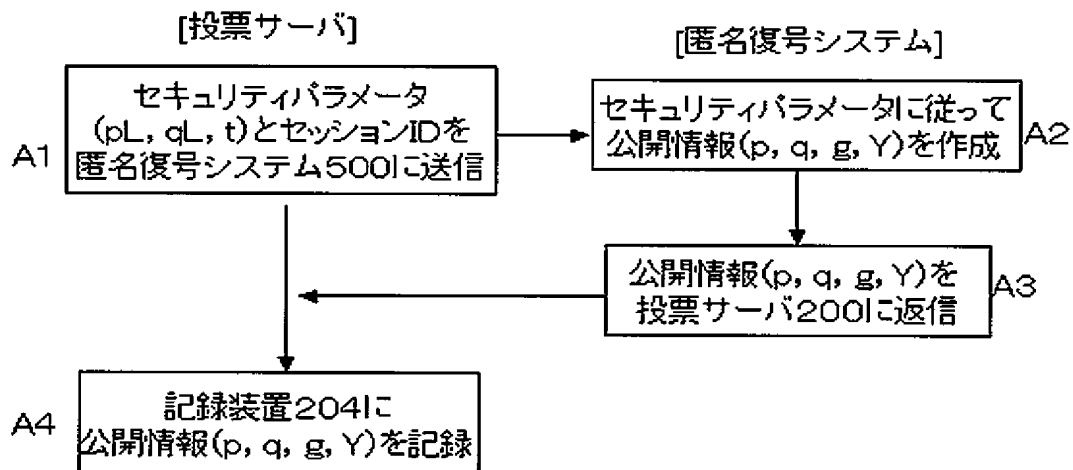 [投票サーバ]
[匿名復号システム]
A1
セキュリティパラメータ
(pL, qL, t)とセッションIDを
匿名復号システム500に送信
セキュリティパラメータに従って
公開情報(p, q, g, Y)を作成
A2
公開情報(p, q, g, Y)を
投票サーバ200に返信
A3
A4
記録装置204に
公開情報(p, q, g, Y)を記録